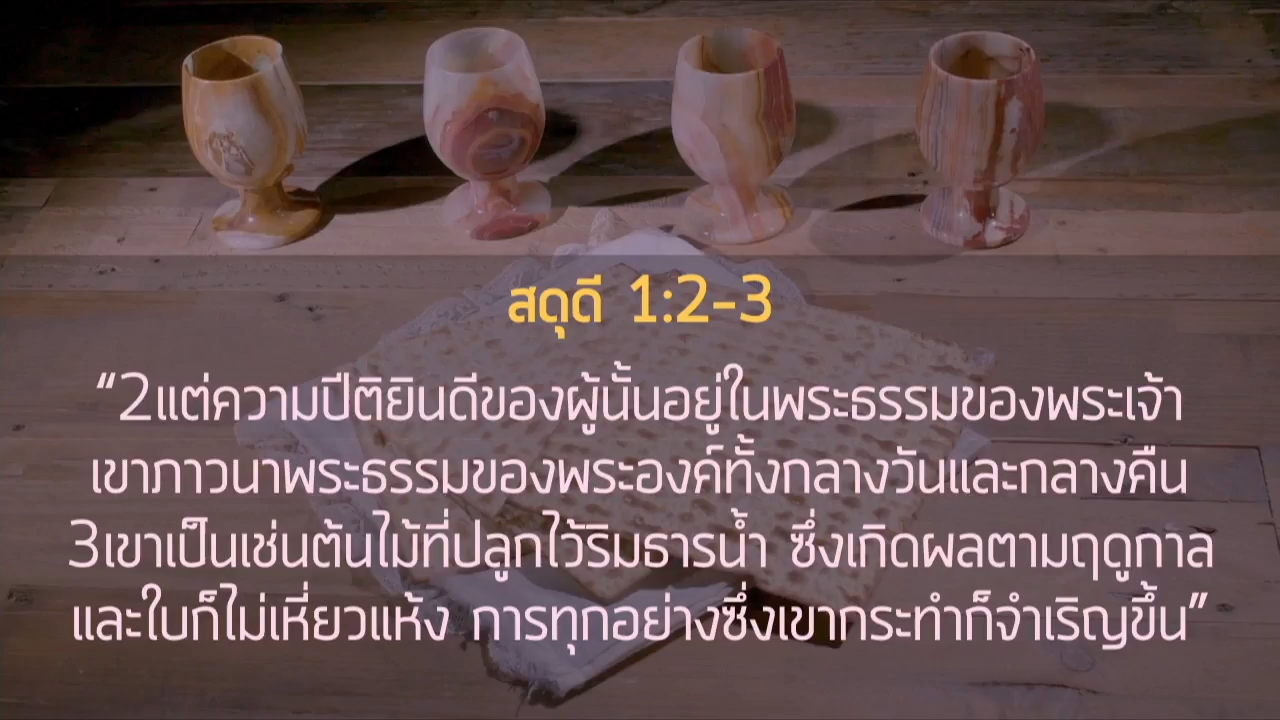 สดุดี 1:2-3
“2แต่ความปีติยินดีของผู้นั้นอยู่ในพระธรรมของพระเจ้า
เขาภาวนาพระธรรมของพระองค์ทั้งกลางวันและกลางคืน
3เขาเป็นเช่นต้นไม้ที่ปลูกไว้ริมธารน้ำ ซึ่งเกิดผลตามฤดูกาล
และใบก็ไม่เหี่ยวแห้ง การทุกอย่างซึ่งเขากระทำก็จำเริญขึ้น”